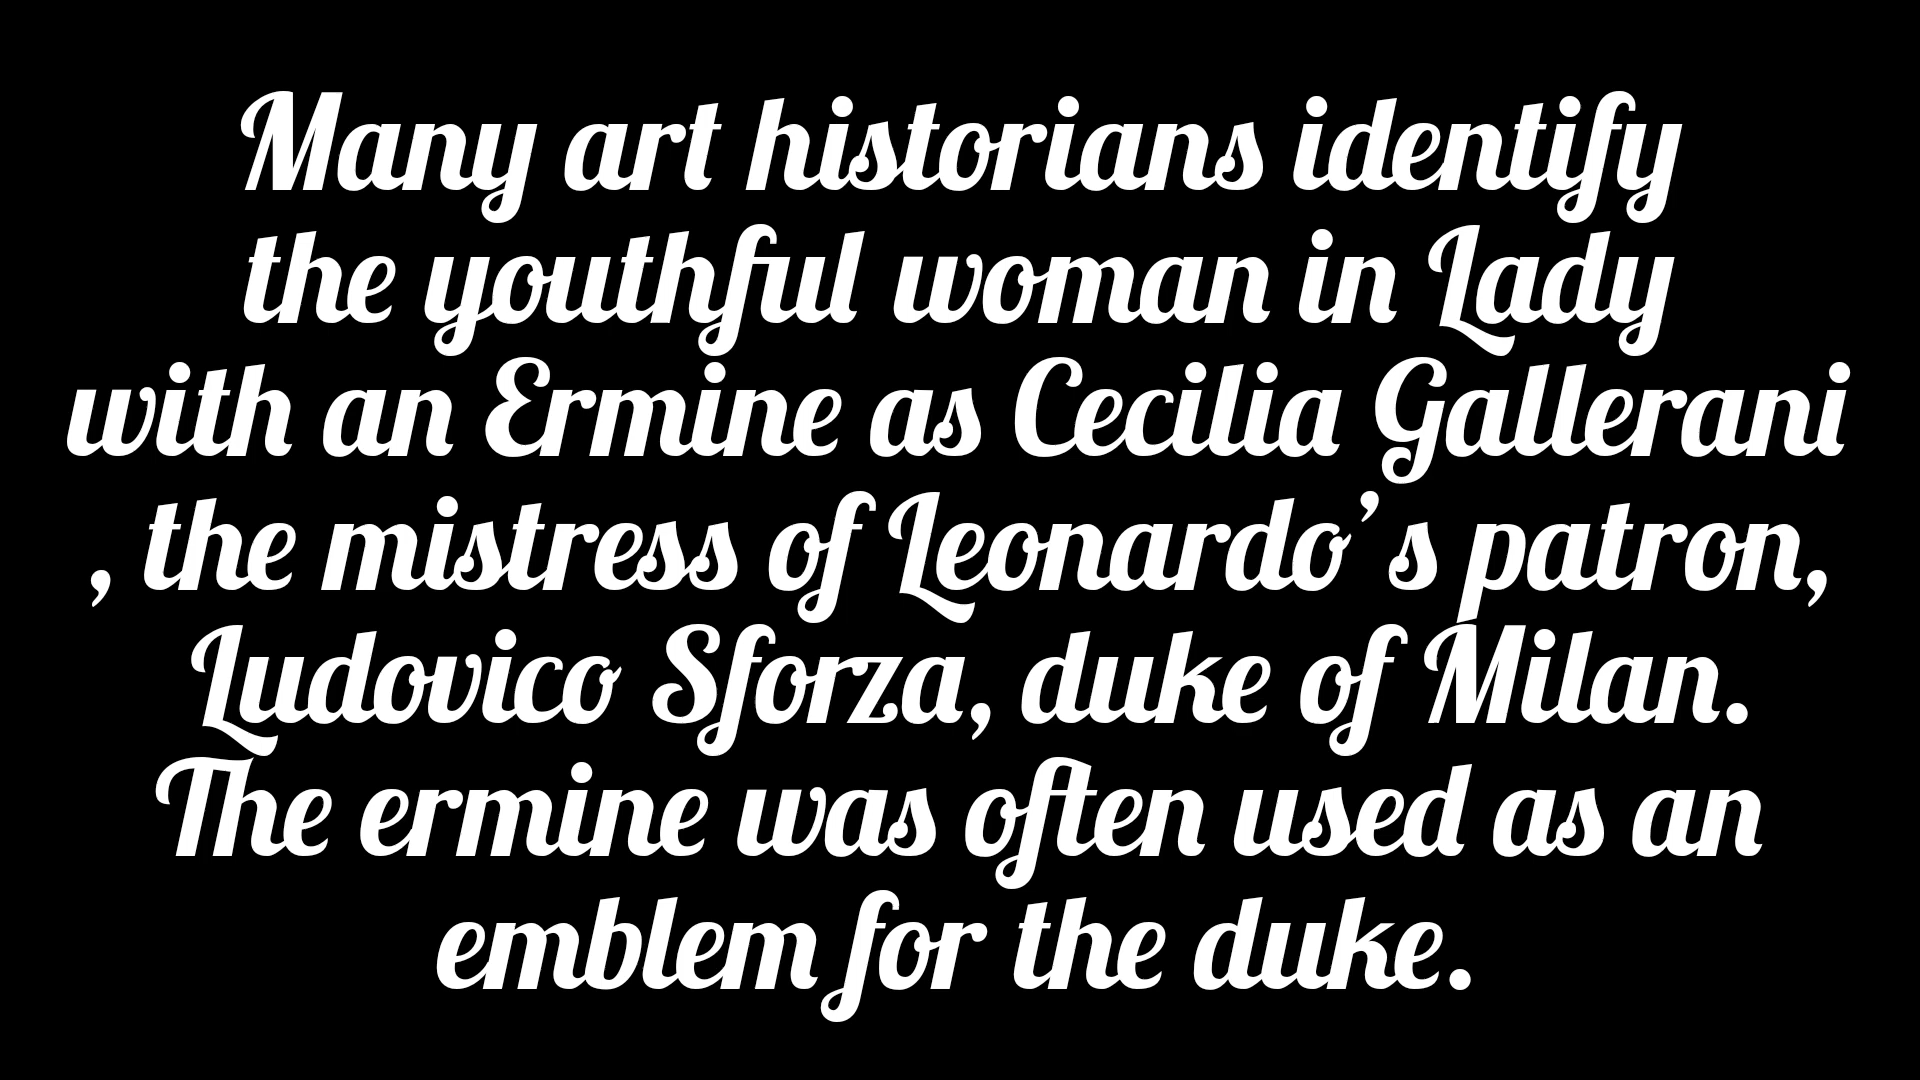 Many art historians identify
the youthful woman in Lady
with an Ermine as Cecilia Gallerani
, the mistress of Leonardo’s patron,
Ludovico Sforza, duke of Milan.
The ermine was often used as an
emblem for the duke.